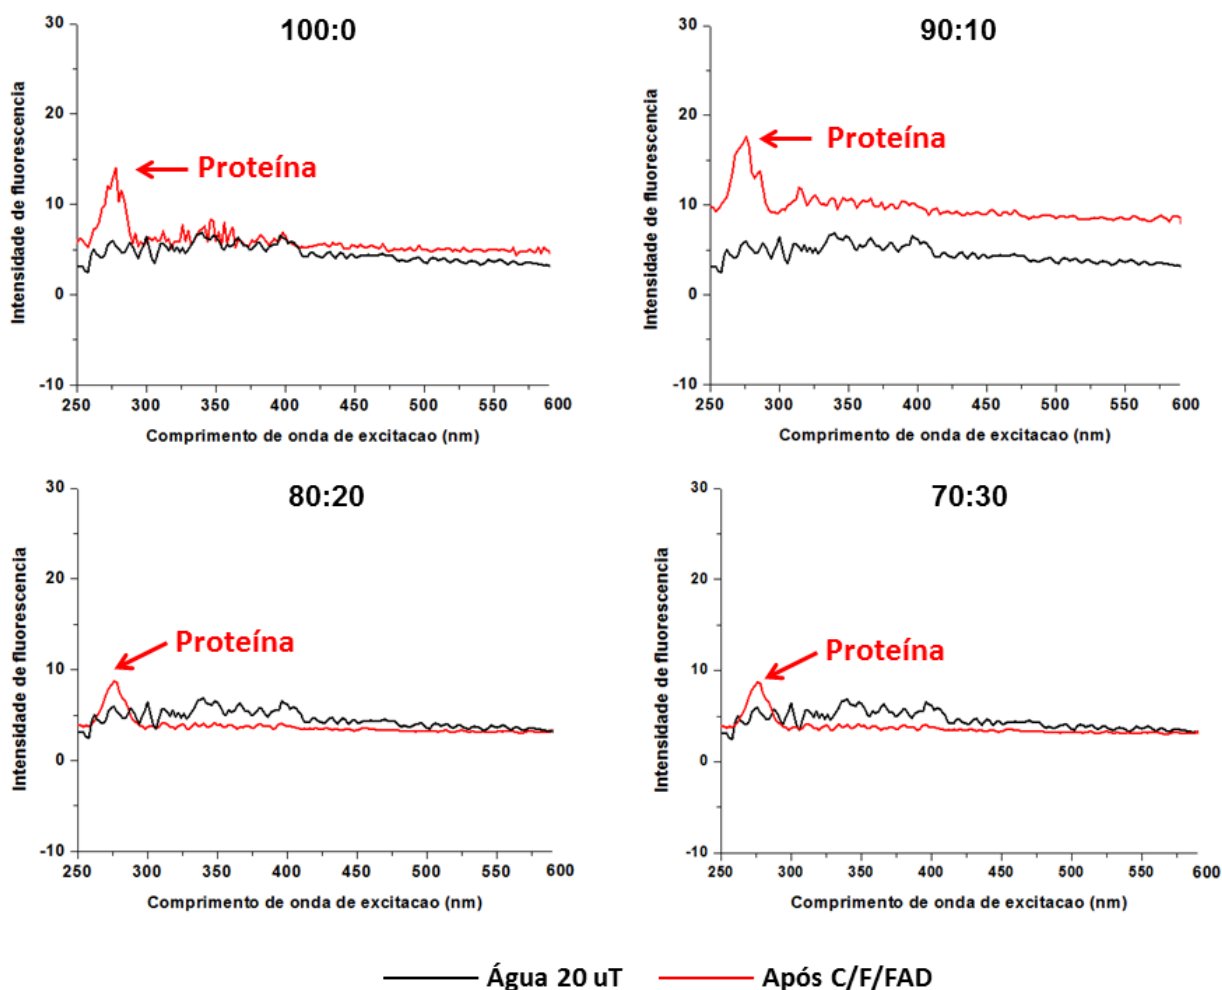 100:0
Intensidade de fluorescencia
30
20
10
0
-10
Proteína
250 300 350 400 450 500 550 600
Comprimento de onda de excitacao (nm)
90:10
Intensidade de fluorescencia
30
20
10
0
-10
Proteína
250 300 350 400 450 500 550 600
Comprimento de onda de excitacao (nm)
80:20
Intensidade de fluorescencia
30
20
10
0
-10
Proteína
250 300 350 400 450 500 550 600
Comprimento de onda de excitacao (nm)
70:30
Intensidade de fluorescencia
30
20
10
0
-10
Proteína
250 300 350 400 450 500 550 600
Comprimento de onda de excitacao (nm)
Água 20 uT Após C/F/FAD